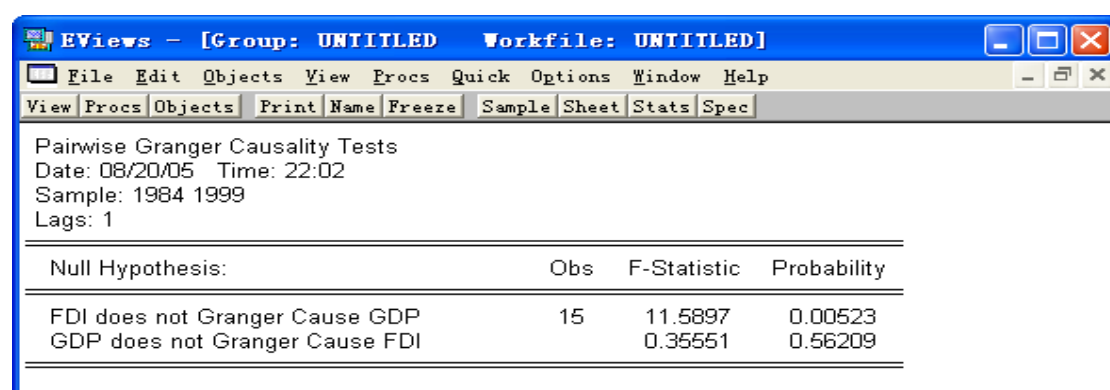 EViews - [Group: UNTITLED Workfile: UNTITLED]
File Edit Objects View Procs Quick Options Window Help
View Procs Objects Print Name Freeze Sample Sheet Stats Spec
Pairwise Granger Causality Tests
Date: 08/20/05 Time: 22:02
Sample: 1984 1999
Lags: 1
Null Hypothesis: Obs F-Statistic Probability
FDI does not Granger Cause GDP 15 11.5897 0.00523
GDP does not Granger Cause FDI 0.35551 0.56209